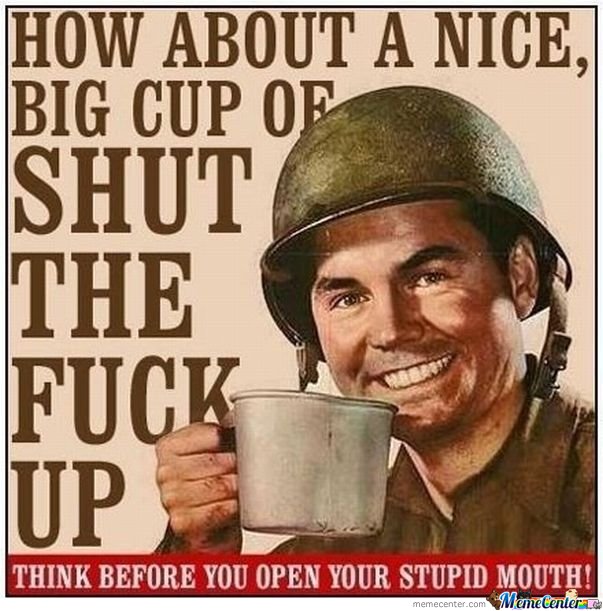 HOW ABOUT A NICE,
BIG CUP OF
SHUT
THE
FUCK
UP
THINK BEFORE YOU OPEN YOUR STUPID MOUTH!
memecenter.com MemeCenter